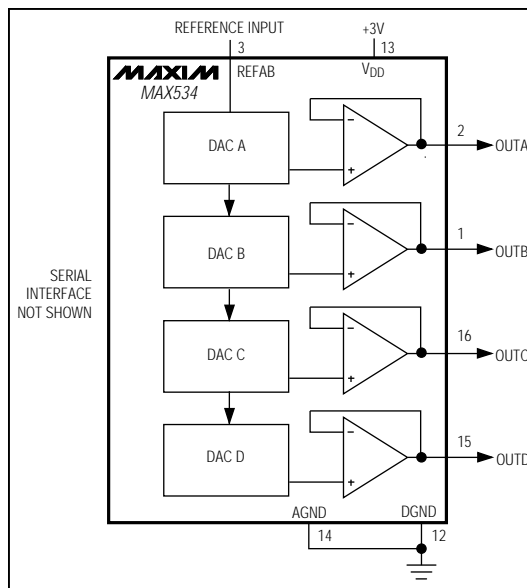 REFERENCE INPUT
+3V
3
13
MAXIM
REFAB
VDD
MAX534
DAC A
−
+
2
OUTA
DAC B
−
+
1
OUTB
SERIAL
INTERFACE
NOT SHOWN
DAC C
−
+
16
OUTC
DAC D
−
+
15
OUTD
AGND
DGND
14
12